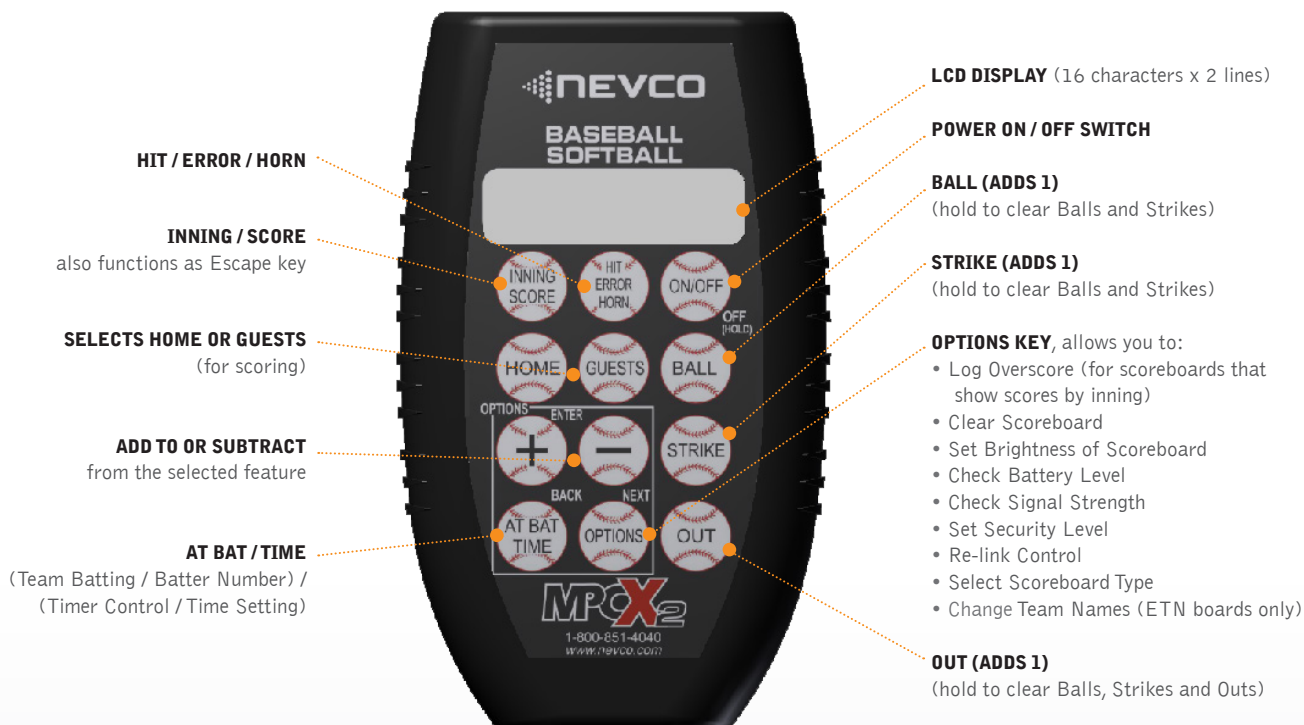 NEVCO
BASEBALL
SOFTBALL
HIT / ERROR / HORN
INNING / SCORE
also functions as Escape key
SELECTS HOME OR GUESTS
(for scoring)
ADD TO OR SUBTRACT
from the selected feature
AT BAT / TIME
(Team Batting / Batter Number) /
(Timer Control / Time Setting)
INNING
SCORE
HIT
ERROR
HORN
ON/OFF
OFF
(HOLD)
HOME
GUESTS
BALL
OPTIONS
ENTER
+
−
STRIKE
BACK
NEXT
AT BAT
TIME
OPTIONS
OUT
MPCX2
1-800-851-4040
www.nevco.com
LCD DISPLAY (16 characters x 2 lines)
POWER ON / OFF SWITCH
BALL (ADDS 1)
(hold to clear Balls and Strikes)
STRIKE (ADDS 1)
(hold to clear Balls and Strikes)
OPTIONS KEY, allows you to:
• Log Overscore (for scoreboards that
show scores by inning)
• Clear Scoreboard
• Set Brightness of Scoreboard
• Check Battery Level
• Check Signal Strength
• Set Security Level
• Re-link Control
• Select Scoreboard Type
• Change Team Names (ETN boards only)
OUT (ADDS 1)
(hold to clear Balls, Strikes and Outs)